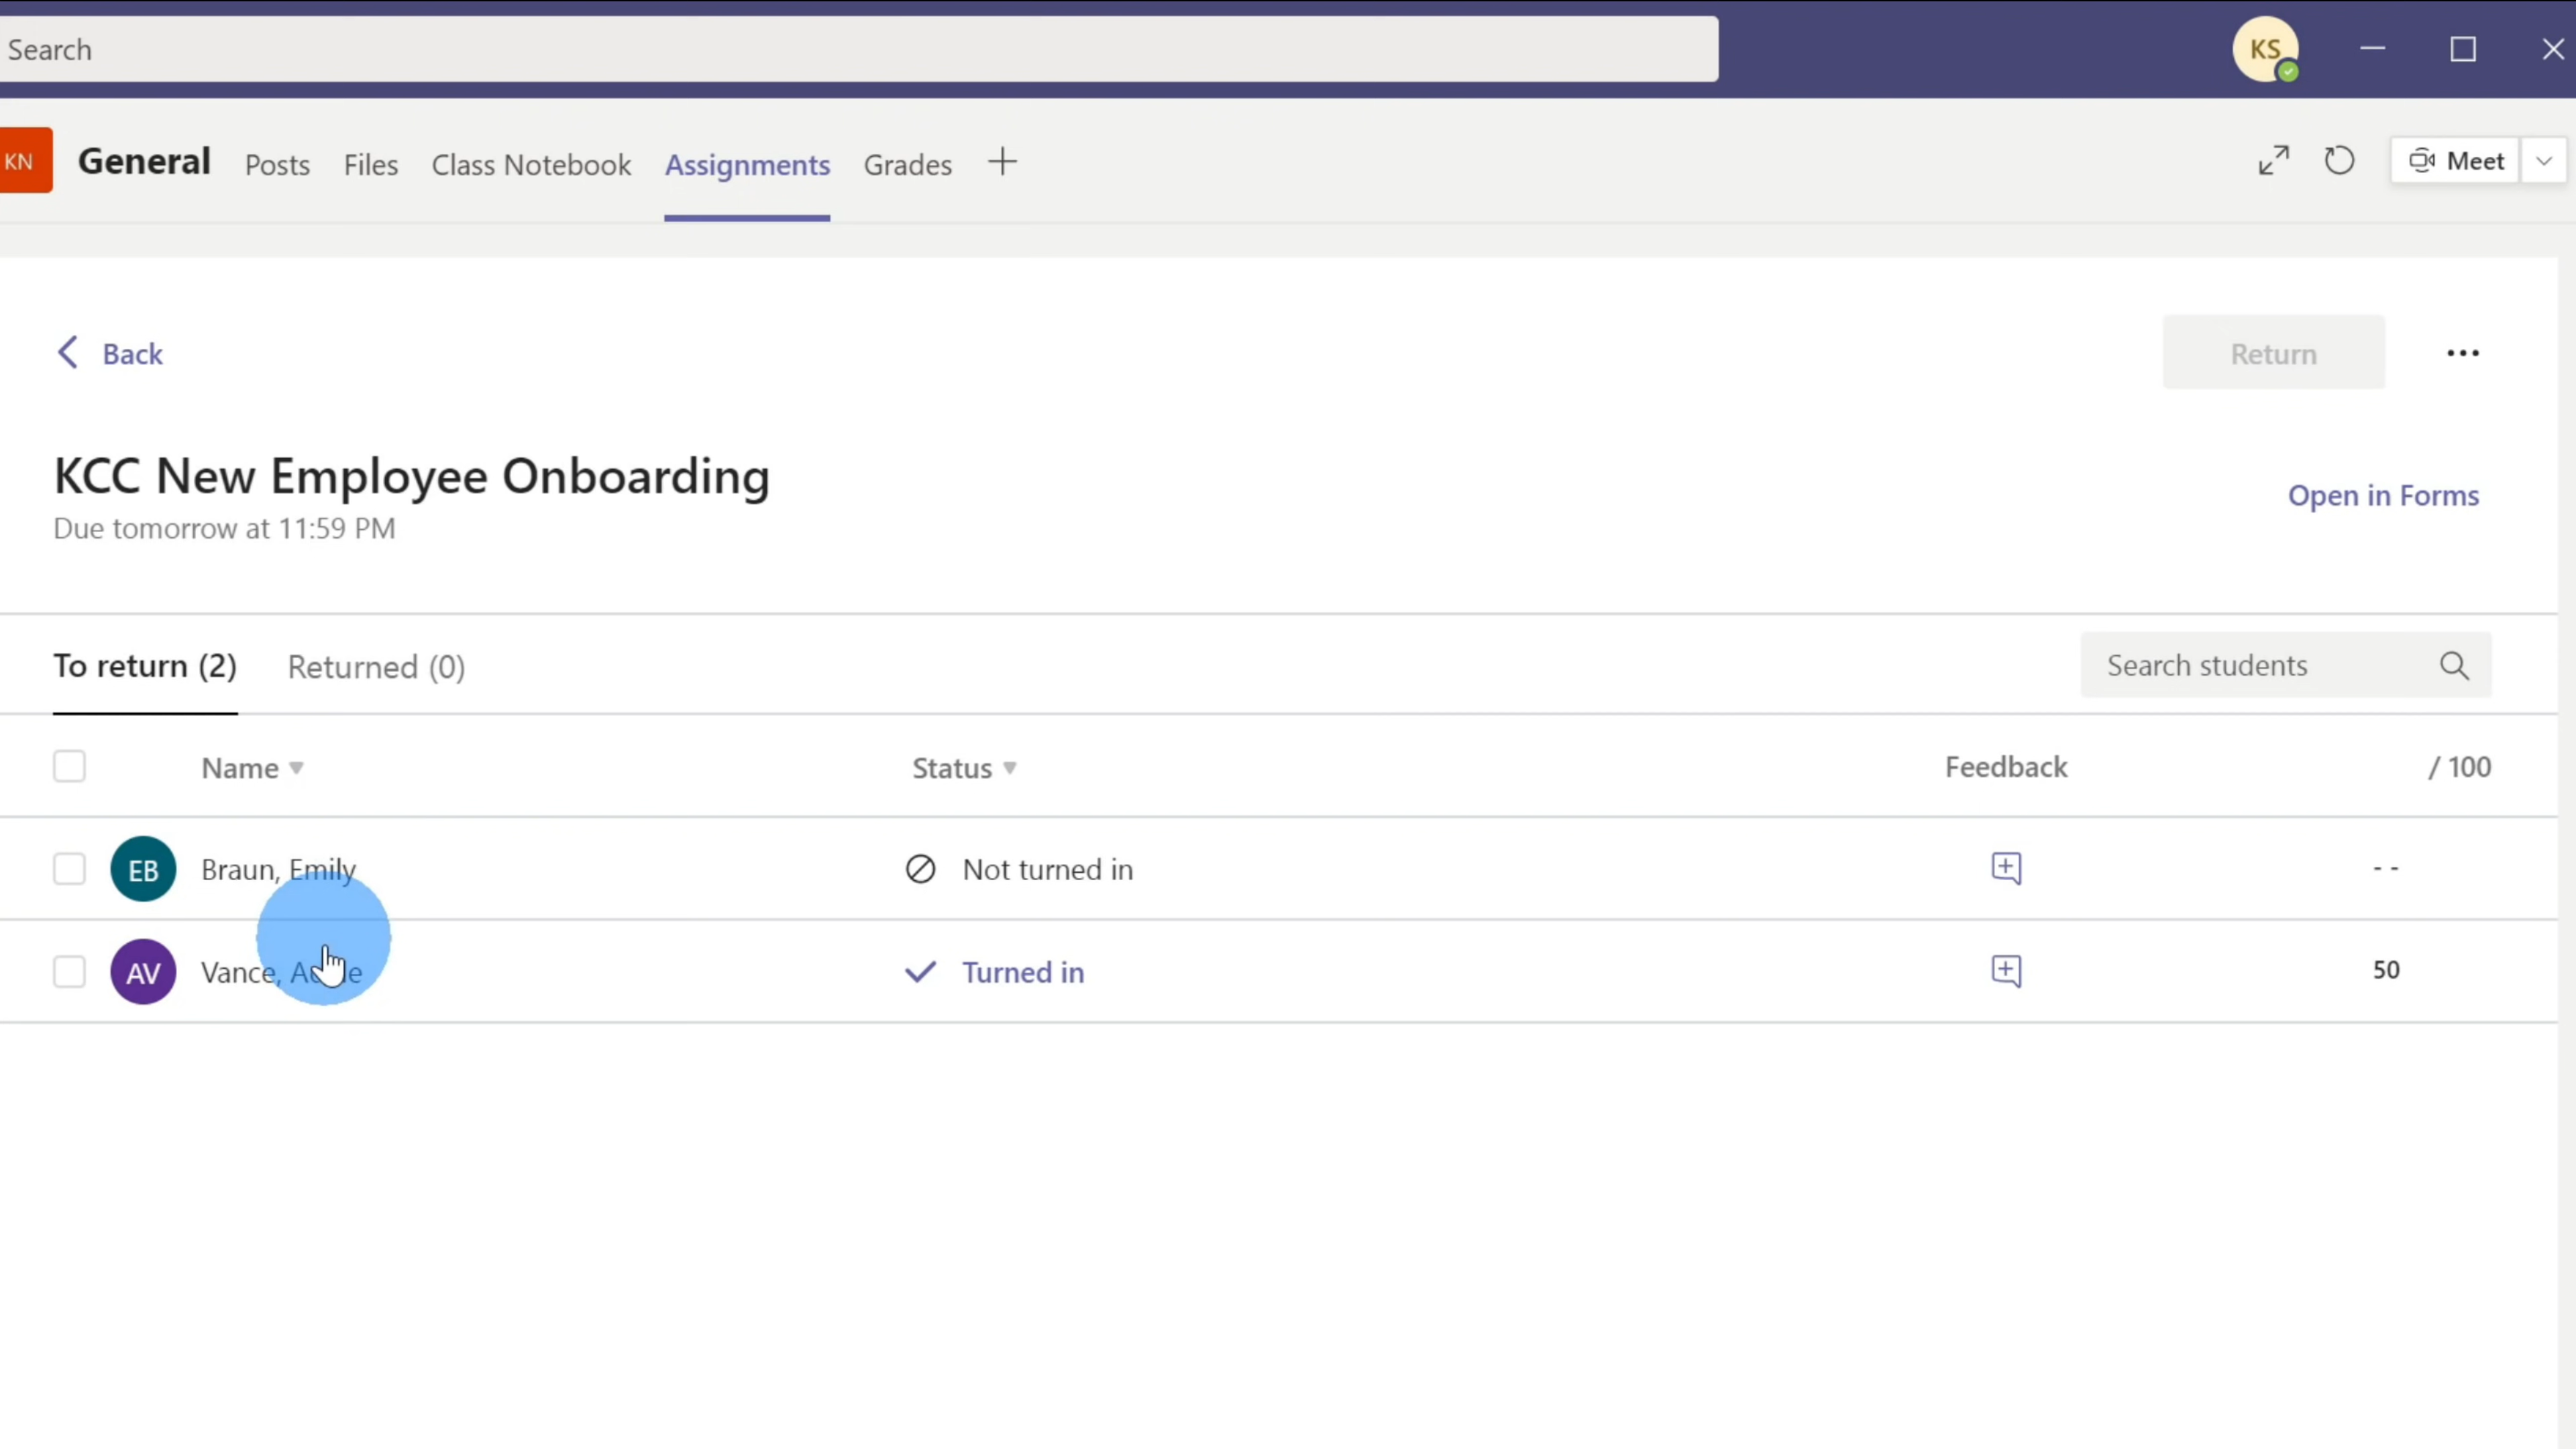 Search
KS
KN General Posts Files Class Notebook Assignments Grades Meet
Back
Return
KCC New Employee Onboarding
Due tomorrow at 11:59 PM
Open in Forms
To return (2) Returned (0)
Search students
Name Status Feedback / 100
EB Braun, Emily Not turned in - -
AV Vance, Turned in 50